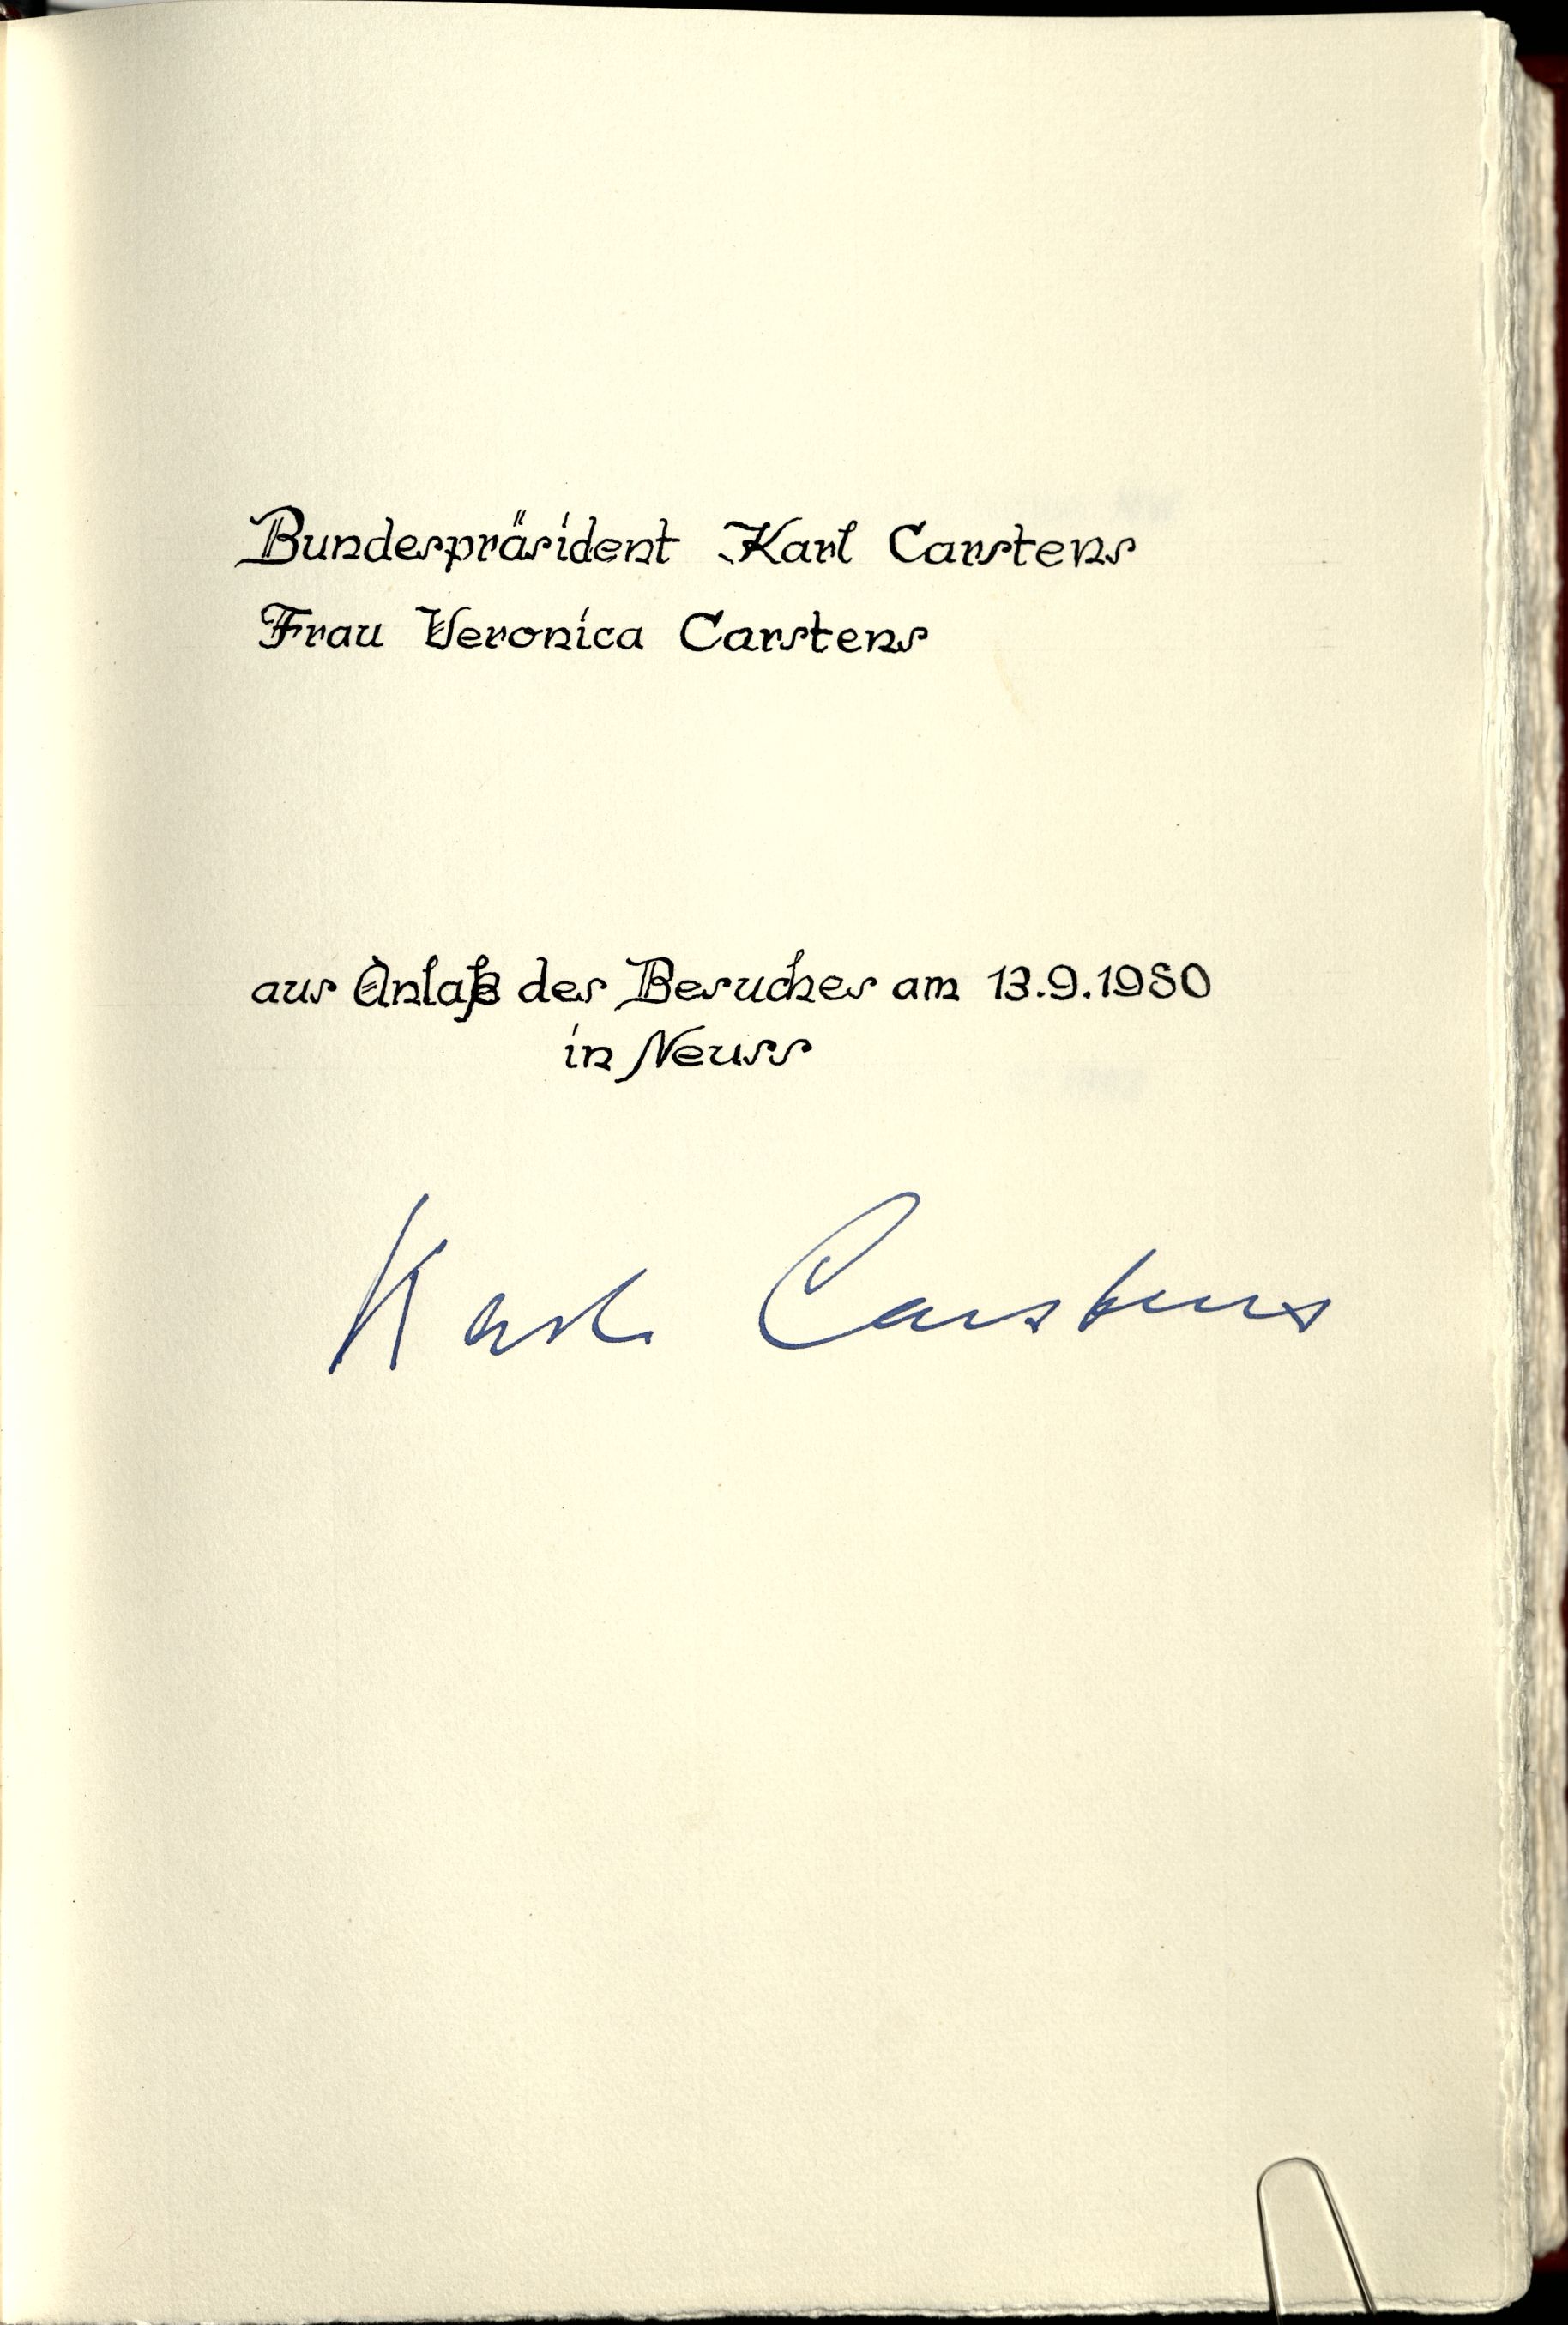 Bundespräsident Karl Carstens
Frau Veronica Carstens
aus Anlaß des Besuches am 13.9.1980
in Neuss
Karl Carstens